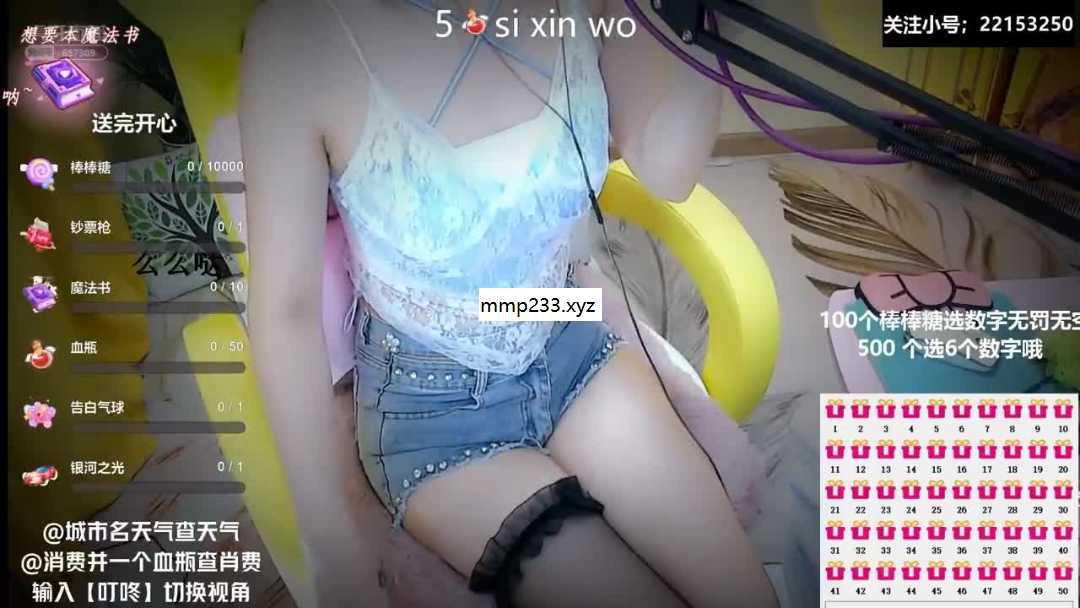 5 si xin wo
关注小号；22153250
想要本魔法书
657309
呐~
送完开心
棒棒糖 0 / 10000
钞票枪 0 / 1
么么哒
魔法书 0 / 10
血瓶 0 / 50
告白气球 0 / 1
银河之光 0 / 1
@城市名天气查天气
@消费并一个血瓶查肖费
输入【叮咚】切换视角
mmp233.xyz
100个棒棒糖选数字无罚无空
500 个选6个数字哦
1 2 3 4 5 6 7 8 9 10
11 12 13 14 15 16 17 18 19 20
21 22 23 24 25 26 27 28 29 30
31 32 33 34 35 36 37 38 39 40
41 42 43 44 45 46 47 48 49 50